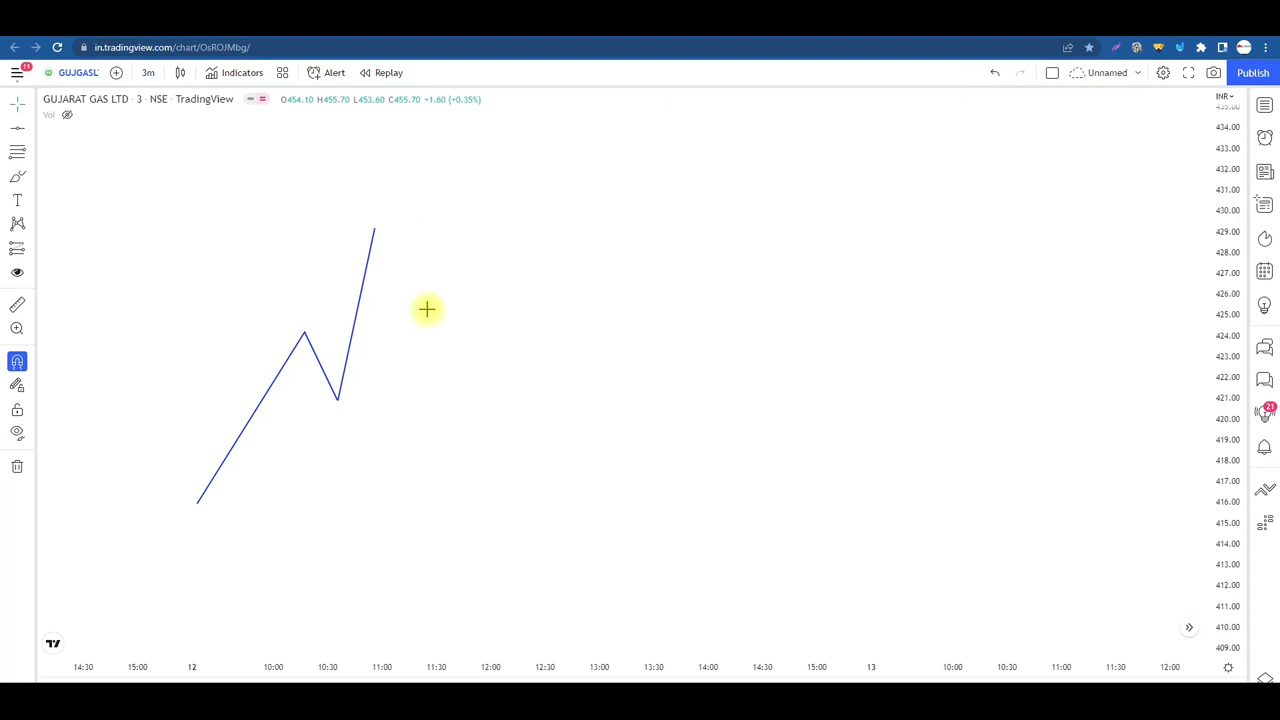 in.tradingview.com/chart/OsROJMbg/
11
GUJGASL
3m
Indicators
Alert
Replay
Unnamed
Publish
GUJARAT GAS LTD · 3 · NSE · TradingView
O454.10 H455.70 L453.60 C455.70 +1.60 (+0.35%)
Vol
INR
435.00
434.00
433.00
432.00
431.00
430.00
429.00
428.00
427.00
426.00
425.00
424.00
423.00
422.00
421.00
420.00
419.00
418.00
417.00
416.00
415.00
414.00
413.00
412.00
411.00
410.00
409.00
21
14:30 15:00 12 10:00 10:30 11:00 11:30 12:00 12:30 13:00 13:30 14:00 14:30 15:00 13 10:00 10:30 11:00 11:30 12:00